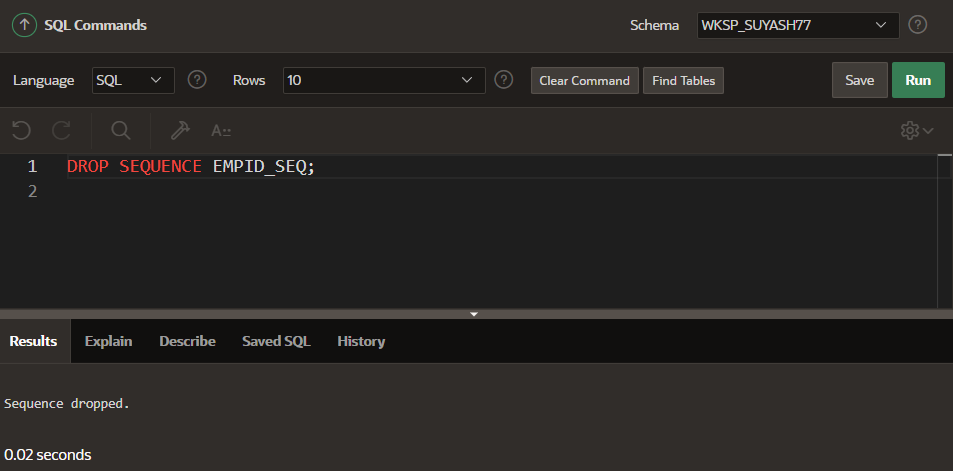 SQL Commands Schema WKSP_SUYASH77 ?
Language SQL ? Rows 10 ? Clear Command Find Tables Save Run
A::
1 DROP SEQUENCE EMPID_SEQ;
2
Results Explain Describe Saved SQL History
Sequence dropped.
0.02 seconds